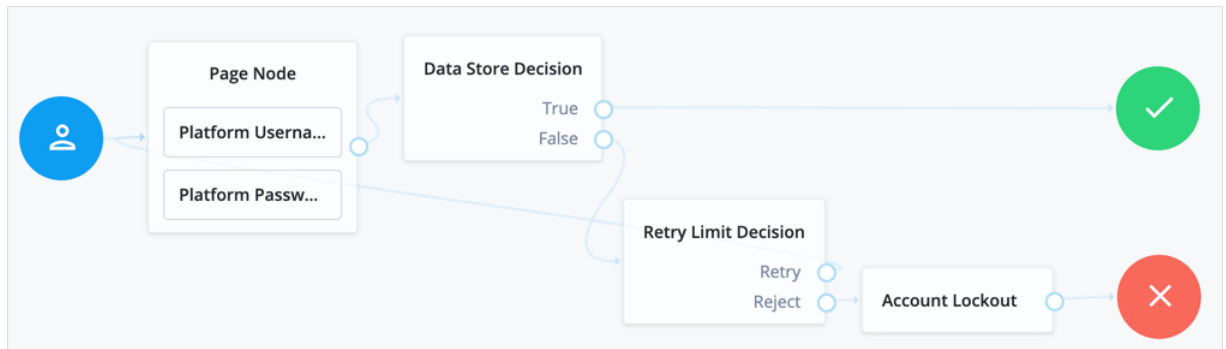 Page Node
Platform Userna...
Platform Passw...
Data Store Decision
True
False
Retry Limit Decision
Retry
Reject
Account Lockout